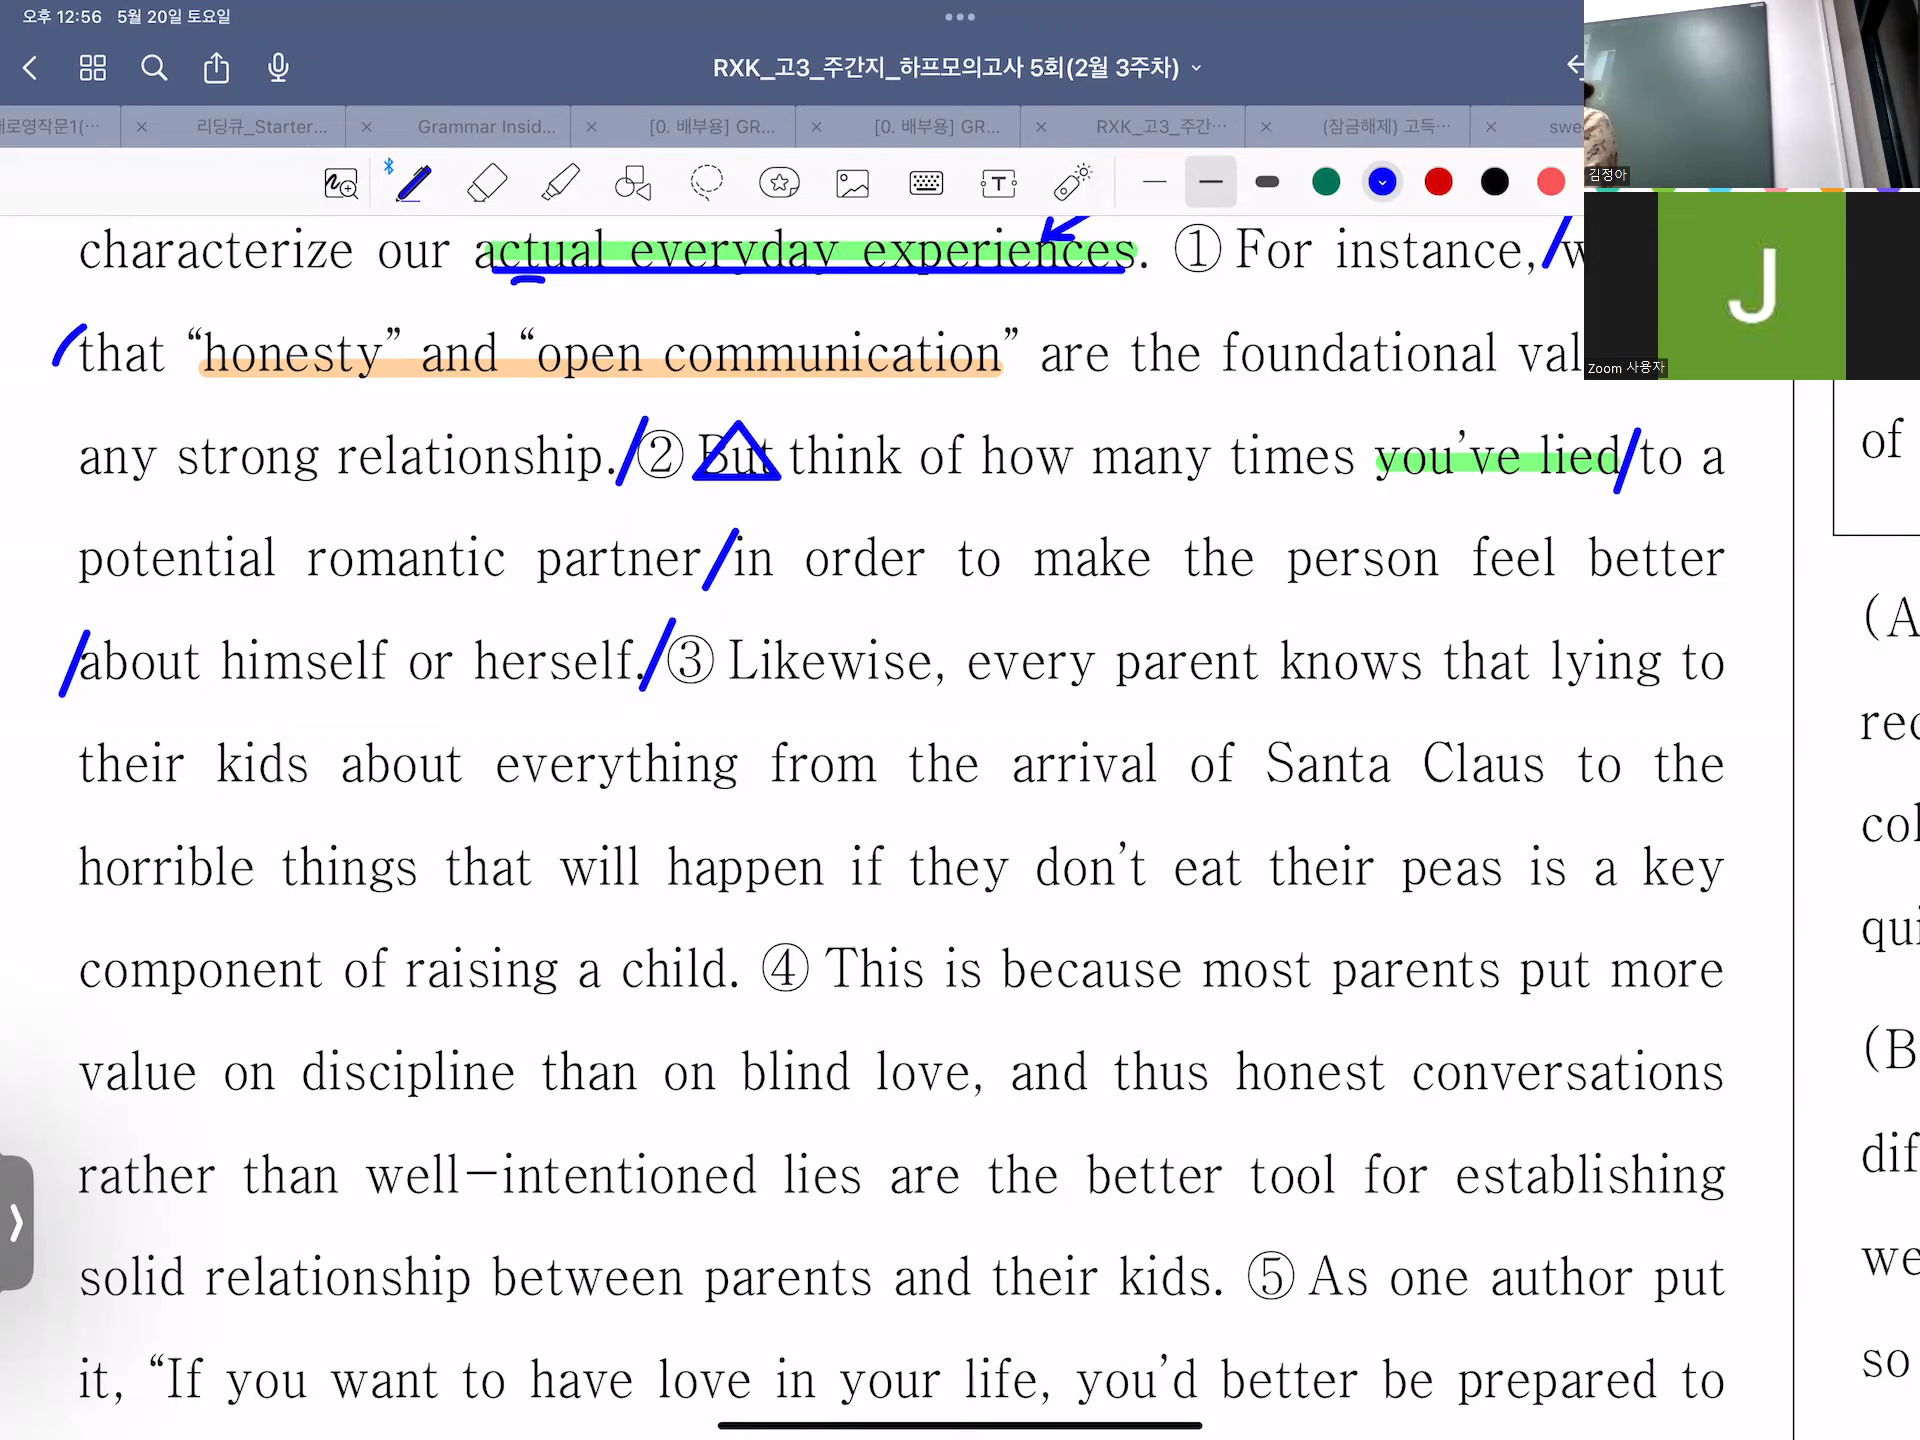 오후 12:56 5월 20일 토요일
RXK_고3_주간지_하프모의고사 5회(2월 3주차)
리딩큐_Starter...
Grammar Insid...
[0. 배부용] GR...
[0. 배부용] GR...
RXK_고3_주간...
(잠금해제) 고득...
swe
김정아
J
Zoom 사용자
characterize our actual everyday experiences. ① For instance,
that “honesty” and “open communication” are the foundational
any strong relationship. ② But think of how many times you’ve lied to a
potential romantic partner in order to make the person feel better
about himself or herself. ③ Likewise, every parent knows that lying to
their kids about everything from the arrival of Santa Claus to the
horrible things that will happen if they don’t eat their peas is a key
component of raising a child. ④ This is because most parents put more
value on discipline than on blind love, and thus honest conversations
rather than well-intentioned lies are the better tool for establishing
solid relationship between parents and their kids. ⑤ As one author put
it, “If you want to have love in your life, you’d better be prepared to
of
(A
(B
we
so